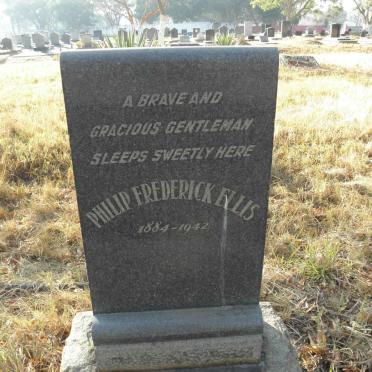 A BRAVE AND
GRACIOUS GENTLEMAN
SLEEPS SWEETLY HERE
PHILIP FREDERICK ELLIS
1884-1942